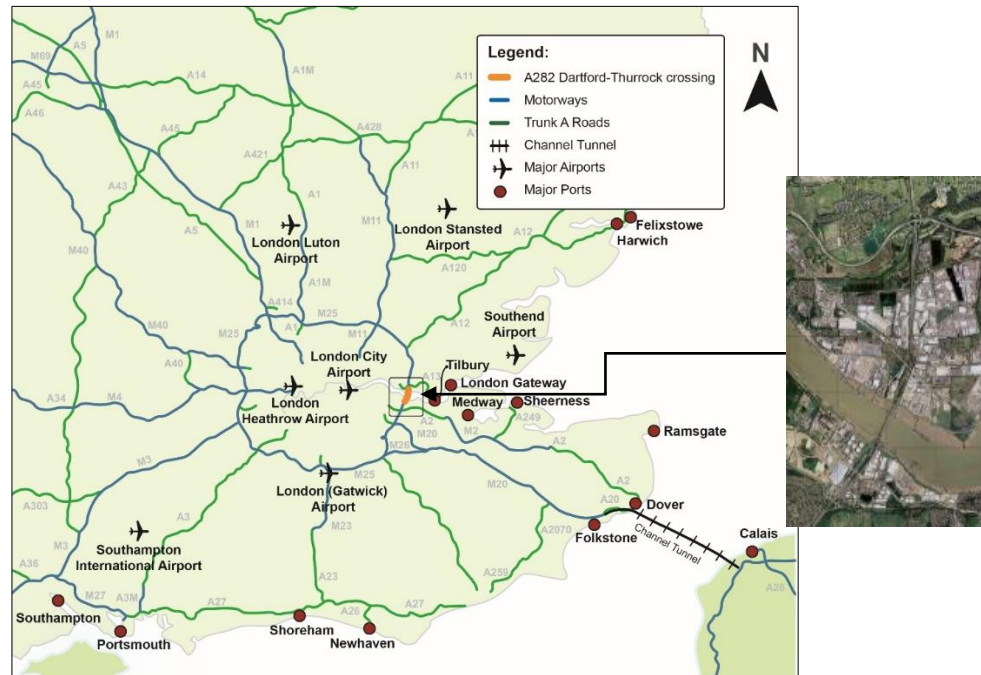 Legend:
A282 Dartford-Thurrock crossing
Motorways
Trunk A Roads
Channel Tunnel
Major Airports
Major Ports
N
A5
M1
M69
A5
A45
A14
A1M
A11
A46
A45
A428
A421
A11
A43
A1
M11
A5
M1
London Luton
Airport
London Stansted
Airport
A12
Felixstowe
Harwich
M40
A120
A1M
A414
M25
A12
M40
M25
A1
M11
Southend
Airport
A40
London City
Airport
A13
Tilbury
London Gateway
A34
M4
London
Heathrow Airport
Medway
Sheerness
A2
M2
A249
M20
M26
A2
Ramsgate
M3
M25
London (Gatwick)
Airport
M20
A2
A303
A3
M23
A20
Dover
A2070
Folkstone
Channel Tunnel
Calais
M3
Southampton
International Airport
A36
A259
A26
M27
A3M
A27
A23
A26
A27
Southampton
Portsmouth
Shoreham
Newhaven